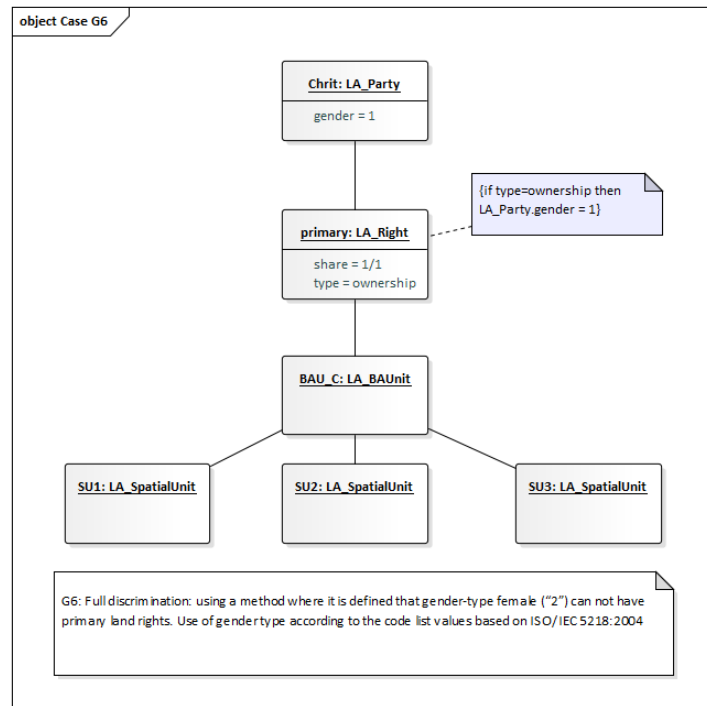 object Case G6
Chrit: LA_Party
gender = 1
{if type=ownership then
LA_Party.gender = 1}
primary: LA_Right
share = 1/1
type = ownership
BAU_C: LA_BAUnit
SU1: LA_SpatialUnit
SU2: LA_SpatialUnit
SU3: LA_SpatialUnit
G6: Full discrimination: using a method where it is defined that gender-type female (“2”) can not have
primary land rights. Use of gender type according to the code list values based on ISO/IEC 5218:2004